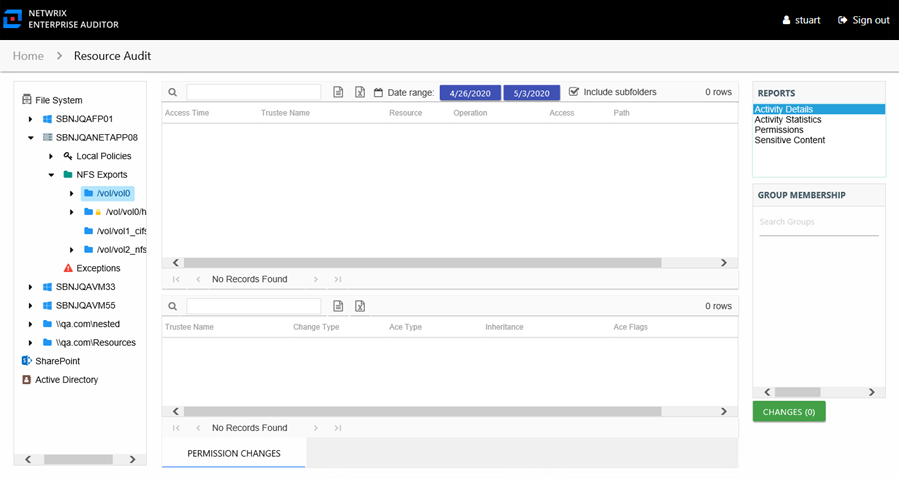 NETWRIX
ENTERPRISE AUDITOR
stuart
Sign out
Home > Resource Audit
File System
SBNJQAFP01
SBNJQANETAPP08
Local Policies
NFS Exports
/vol/vol0
/vol/vol0/h
/vol/vol1_cifs
/vol/vol2_nfs
Exceptions
SBNJQAVM33
SBNJQAVM55
\\qa.com\nested
\\qa.com\Resources
SharePoint
Active Directory
Date range: 4/26/2020 5/3/2020 Include subfolders 0 rows
Access Time Trustee Name Resource Operation Access Path
No Records Found
0 rows
Trustee Name Change Type Ace Type Inheritance Ace Flags
No Records Found
PERMISSION CHANGES
REPORTS
Activity Details
Activity Statistics
Permissions
Sensitive Content
GROUP MEMBERSHIP
Search Groups
CHANGES (0)